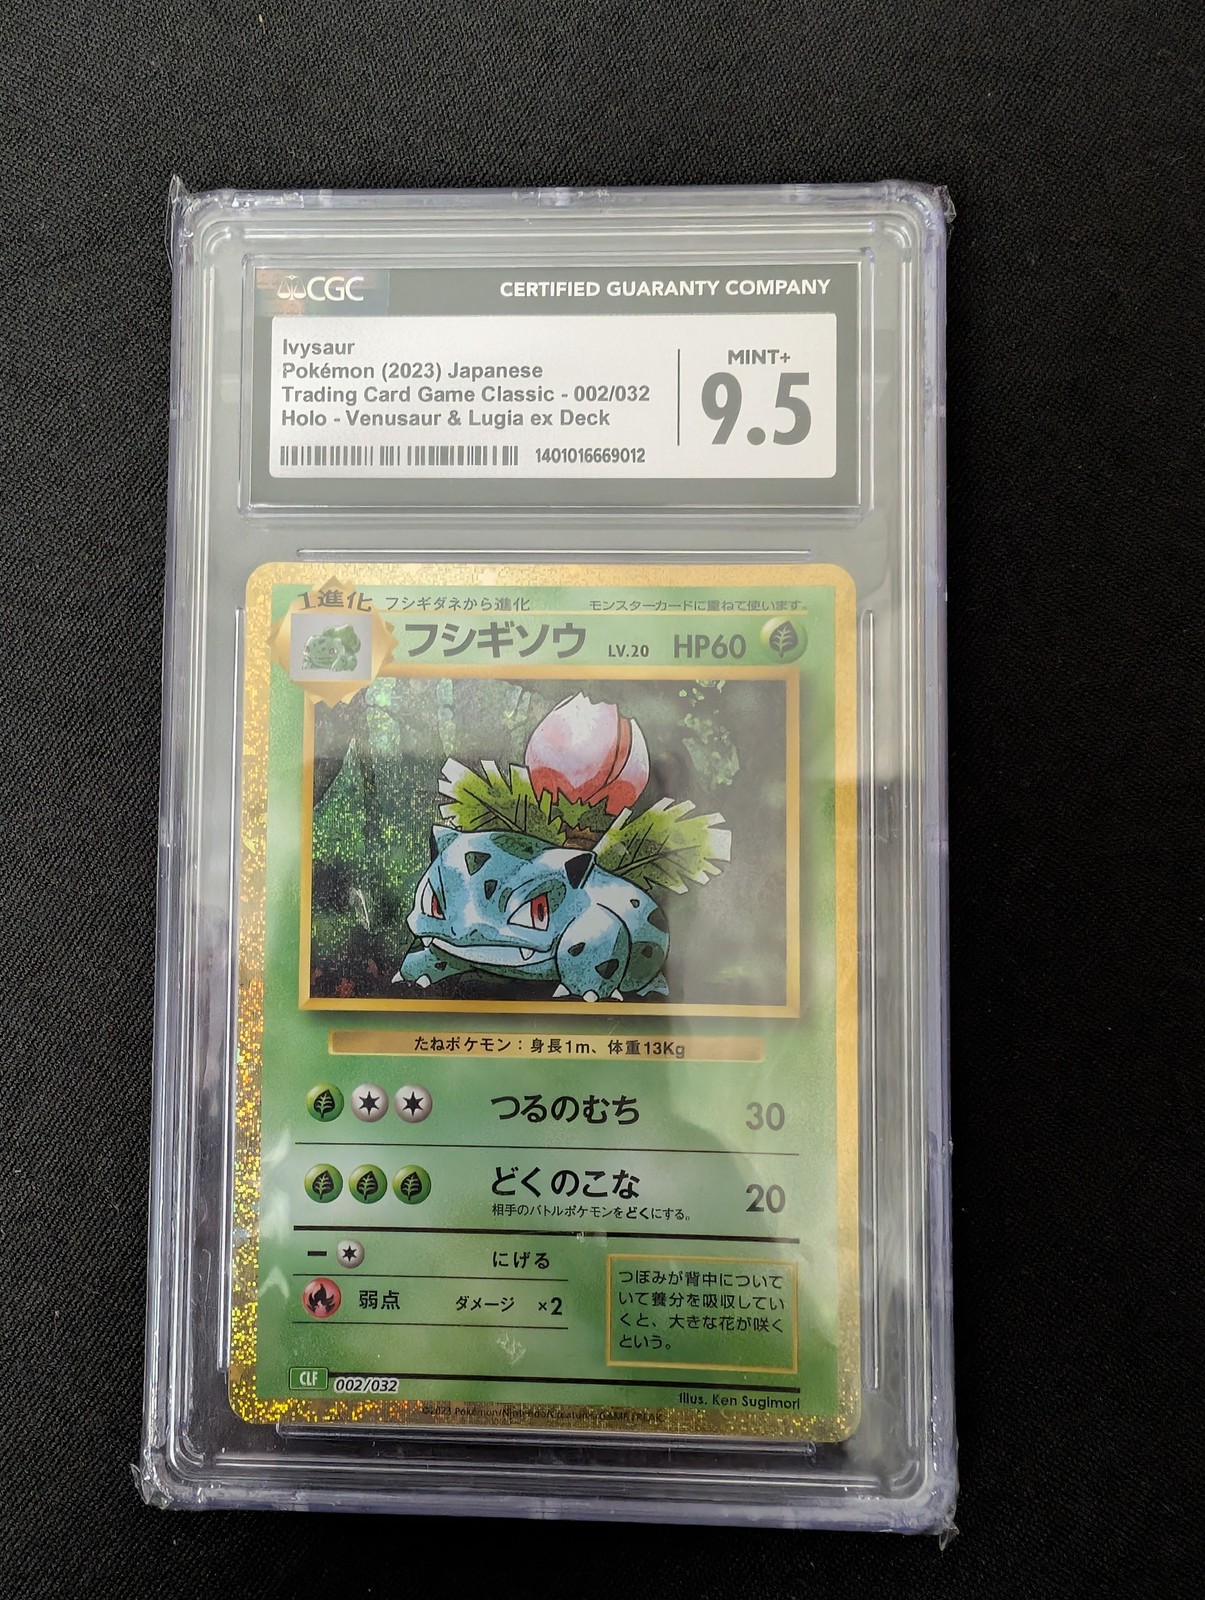 CGC
CERTIFIED GUARANTY COMPANY
Ivysaur
Pokémon (2023) Japanese
Trading Card Game Classic - 002/032
Holo - Venusaur & Lugia ex Deck
1401016669012
MINT+
9.5
1進化 フシギダネから進化 モンスターカードに重ねて使います。
フシギソウ LV.20 HP60
たねポケモン：身長1m、体重13Kg
つるのむち 30
どくのこな 20
相手のバトルポケモンをどくにする。
ー にげる
弱点 ダメージ ×2
つぼみが背中について
いて養分を吸収してい
くと、大きな花が咲く
という。
CLF 002/032
Illus. Ken Sugimori
©2023 Pokémon/Nintendo/Creatures/GAME FREAK